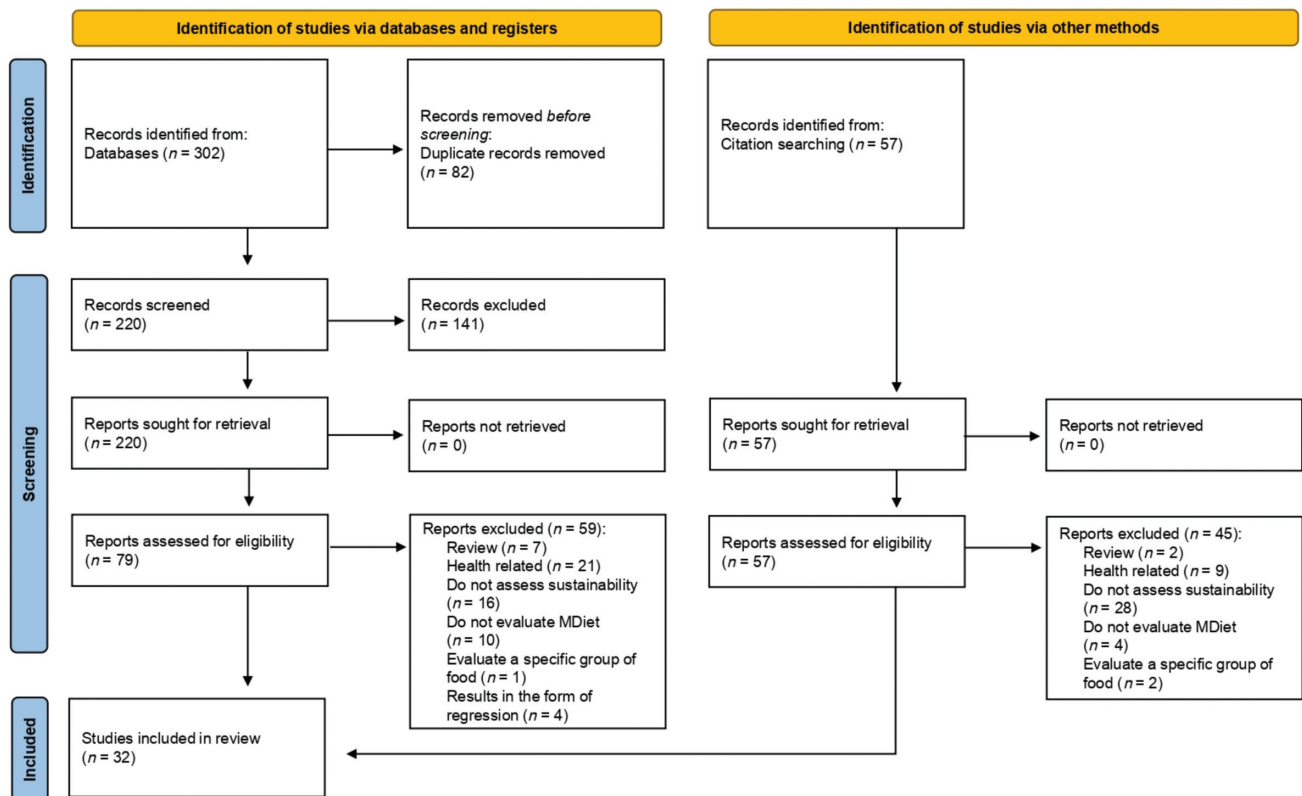 Identification of studies via databases and registers
Identification of studies via other methods
Identification
Records identified from:
Databases (n = 302)
Records removed before
screening:
Duplicate records removed
(n = 82)
Records identified from:
Citation searching (n = 57)
Screening
Records screened
(n = 220)
Records excluded
(n = 141)
Reports sought for retrieval
(n = 220)
Reports not retrieved
(n = 0)
Reports sought for retrieval
(n = 57)
Reports not retrieved
(n = 0)
Reports assessed for eligibility
(n = 79)
Reports excluded (n = 59):
Review (n = 7)
Health related (n = 21)
Do not assess sustainability
(n = 16)
Do not evaluate MDiet
(n = 10)
Evaluate a specific group of
food (n = 1)
Results in the form of
regression (n = 4)
Reports assessed for eligibility
(n = 57)
Reports excluded (n = 45):
Review (n = 2)
Health related (n = 9)
Do not assess sustainability
(n = 28)
Do not evaluate MDiet
(n = 4)
Evaluate a specific group of
food (n = 2)
Included
Studies included in review
(n = 32)